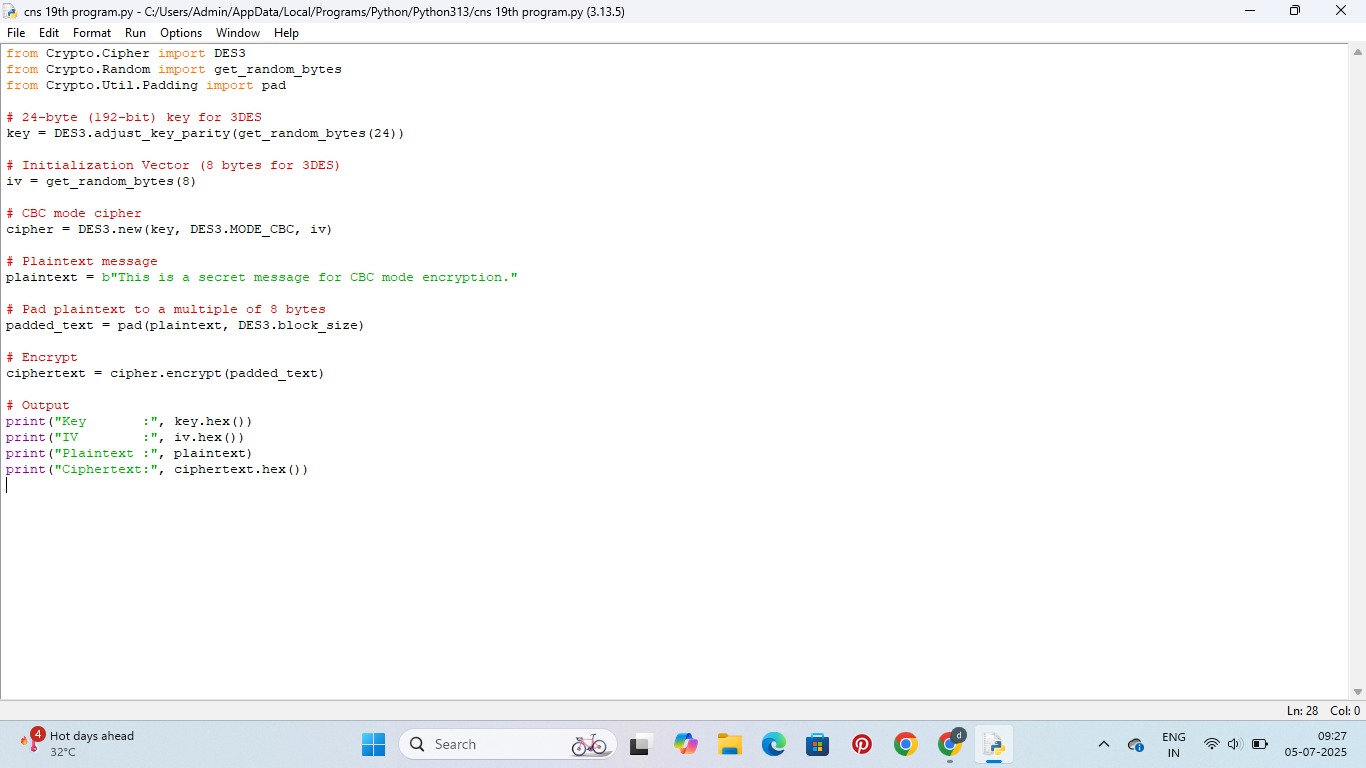 cns 19th program.py - C:/Users/Admin/AppData/Local/Programs/Python/Python313/cns 19th program.py (3.13.5)
File Edit Format Run Options Window Help
from Crypto.Cipher import DES3
from Crypto.Random import get_random_bytes
from Crypto.Util.Padding import pad

# 24-byte (192-bit) key for 3DES
key = DES3.adjust_key_parity(get_random_bytes(24))

# Initialization Vector (8 bytes for 3DES)
iv = get_random_bytes(8)

# CBC mode cipher
cipher = DES3.new(key, DES3.MODE_CBC, iv)

# Plaintext message
plaintext = b"This is a secret message for CBC mode encryption."

# Pad plaintext to a multiple of 8 bytes
padded_text = pad(plaintext, DES3.block_size)

# Encrypt
ciphertext = cipher.encrypt(padded_text)

# Output
print("Key       :", key.hex())
print("IV        :", iv.hex())
print("Plaintext :", plaintext)
print("Ciphertext:", ciphertext.hex())
Ln: 28 Col: 0
4
Hot days ahead
32°C
Search
d
ENG
IN
09:27
05-07-2025